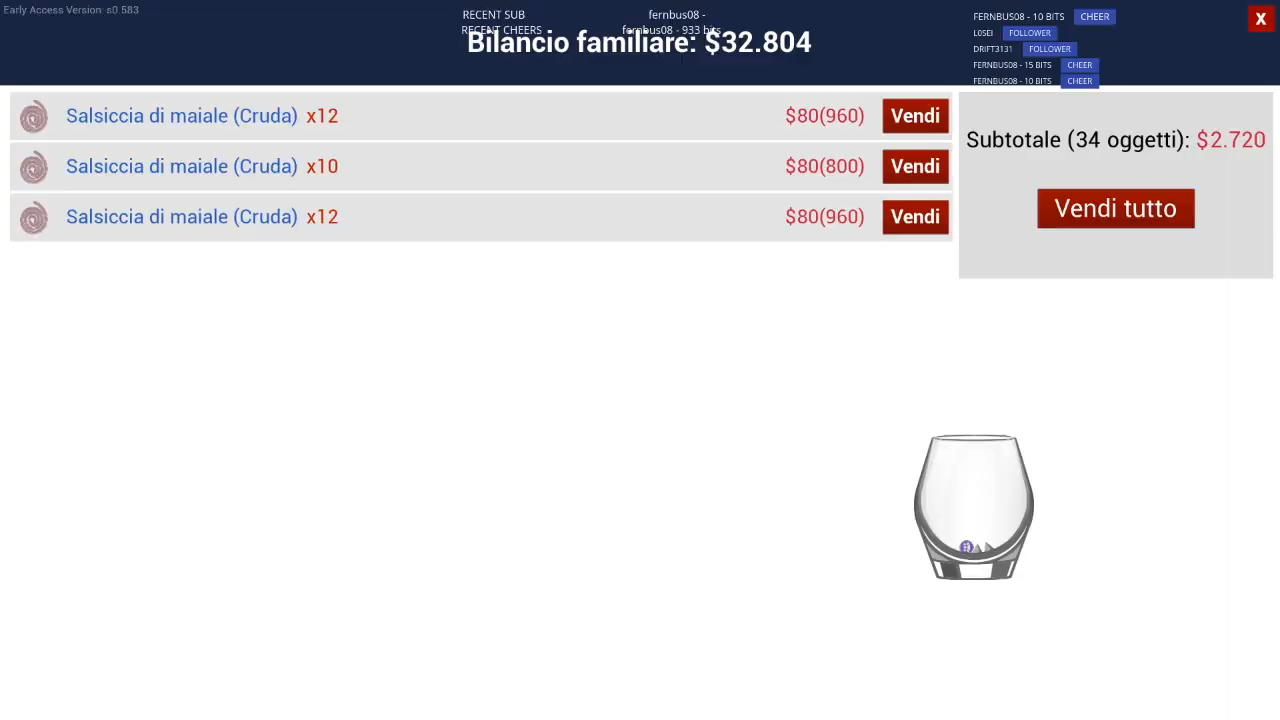 Early Access Version: s0.583
RECENT SUB fernbus08 -
RECENT CHEERS fernbus08 - 933 bits
Bilancio familiare: $32.804
FERNBUS08 - 10 BITS CHEER
L0SEI FOLLOWER
DRIFT3131 FOLLOWER
FERNBUS08 - 15 BITS CHEER
FERNBUS08 - 10 BITS CHEER
X
Salsiccia di maiale (Cruda) x12 $80(960) Vendi
Salsiccia di maiale (Cruda) x10 $80(800) Vendi
Salsiccia di maiale (Cruda) x12 $80(960) Vendi
Subtotale (34 oggetti): $2.720
Vendi tutto